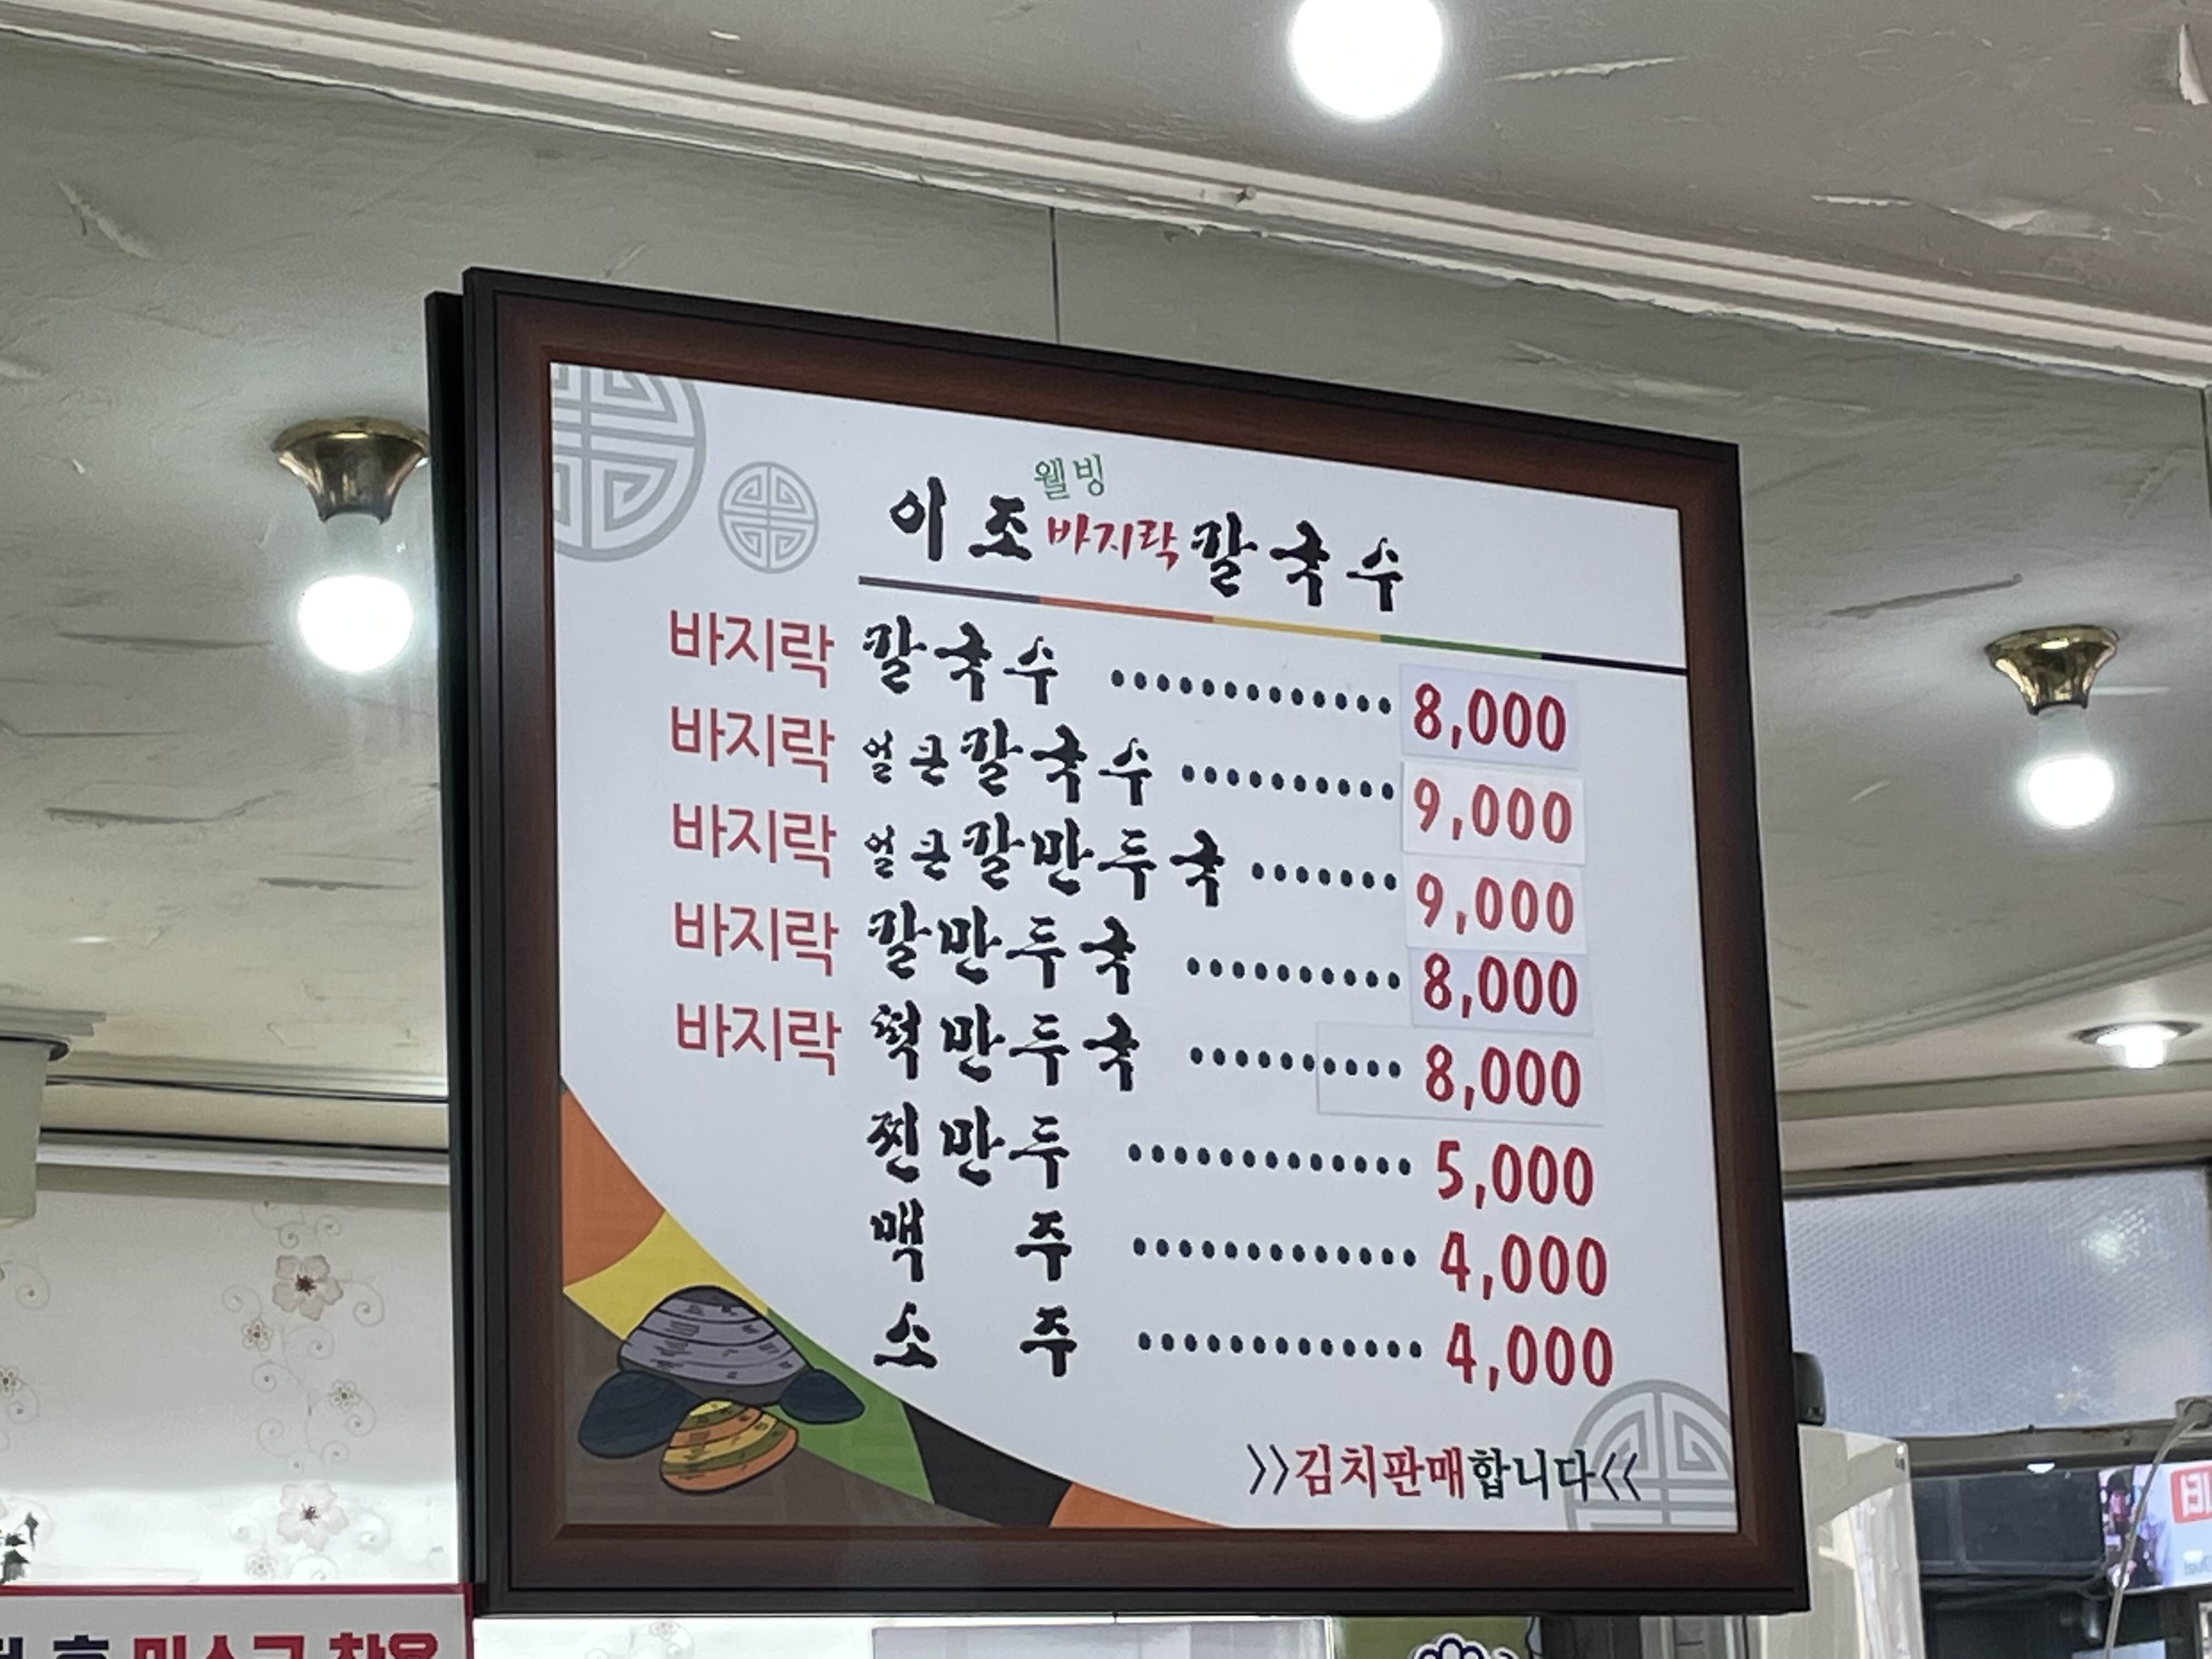 웰빙
이조 바지락 칼국수
바지락 칼국수 ............. 8,000
바지락 얼큰칼국수 .......... 9,000
바지락 얼큰칼만두국 ....... 9,000
바지락 칼만두국 .......... 8,000
바지락 떡만두국 .......... 8,000
찐만두 ............. 5,000
맥 주 ............. 4,000
소 주 ............. 4,000
>>김치판매합니다<<